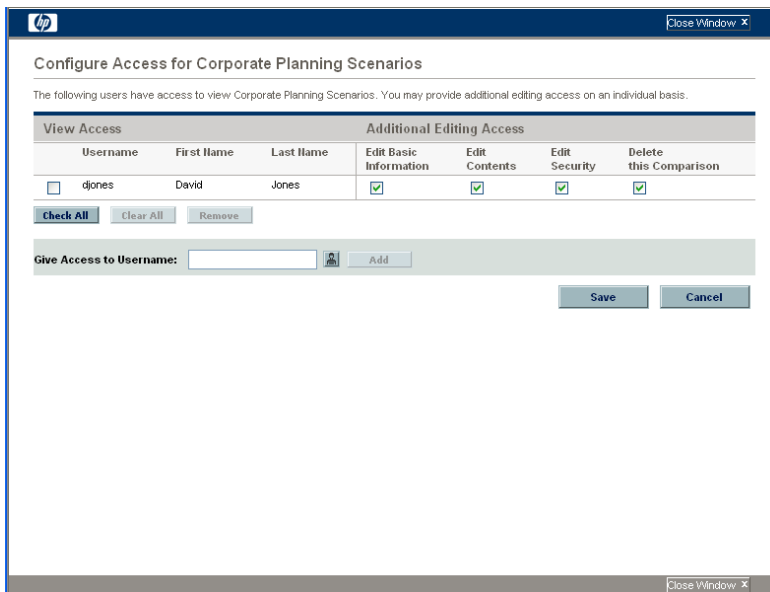 hp
Close Window x
Configure Access for Corporate Planning Scenarios
The following users have access to view Corporate Planning Scenarios. You may provide additional editing access on an individual basis.
View Access Additional Editing Access
Username First Name Last Name Edit Basic Information Edit Contents Edit Security Delete this Comparison
djones David Jones
Check All Clear All Remove
Give Access to Username: Add
Save Cancel
Close Window x